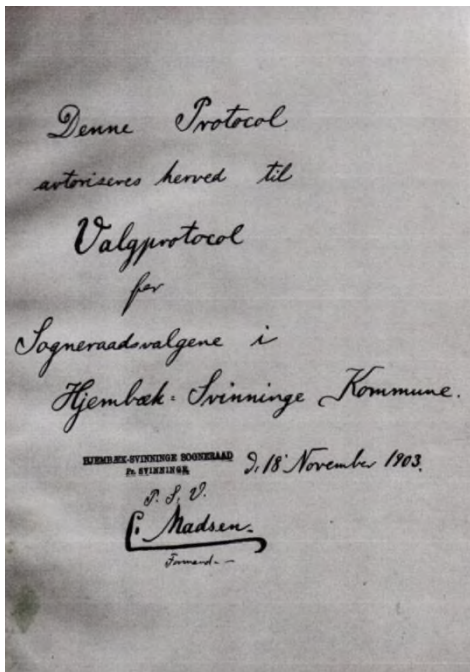 Denne Protocol
avtoriseres herved til
Valgprotocol
for
Sogneraadsvalgene i
Hjembæk-Svinninge Kommune.
HJEMBÆK-SVINNINGE SOGNERAAD
Pr. SVINNINGE
d. 18' November 1903.
P. S. V.
C. Madsen.
Formand.